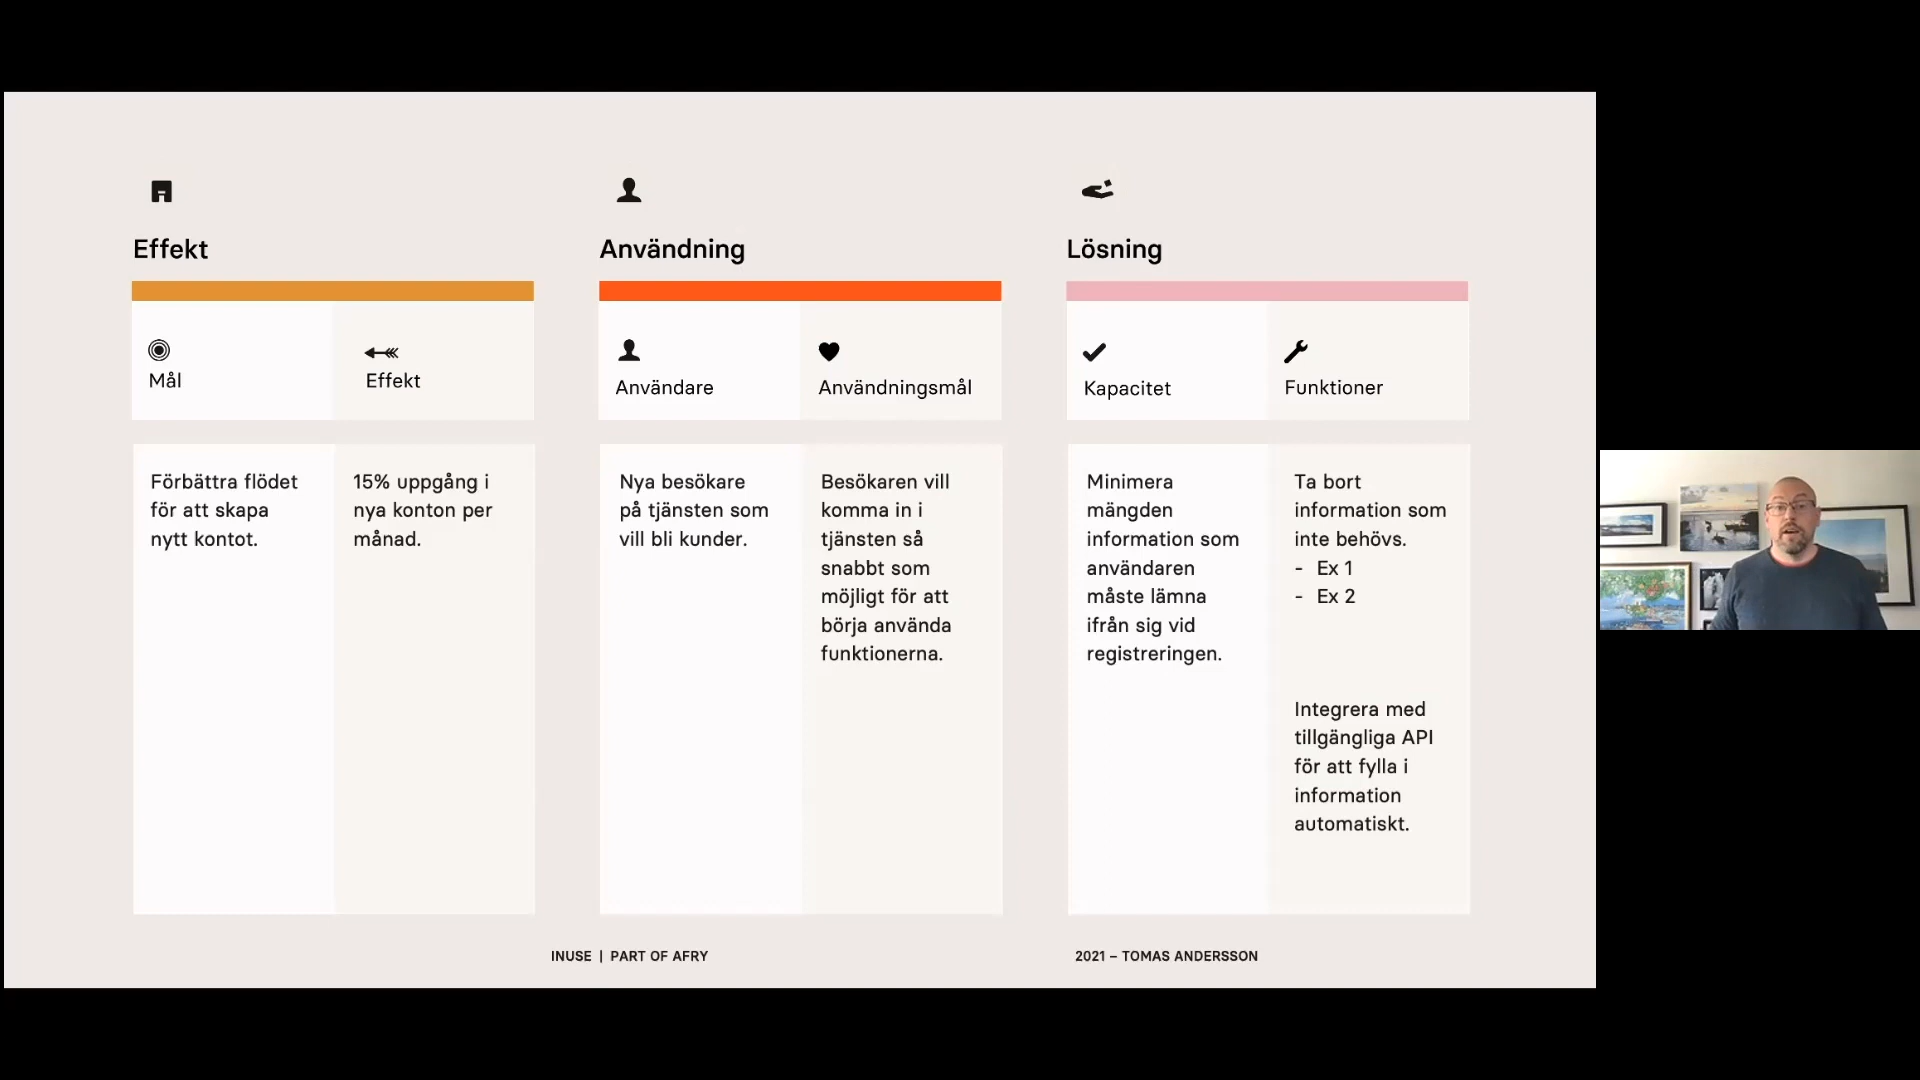 Effekt
Mål
Effekt
Förbättra flödet
för att skapa
nytt kontot.
15% uppgång i
nya konton per
månad.
Användning
Användare
Användningsmål
Nya besökare
på tjänsten som
vill bli kunder.
Besökaren vill
komma in i
tjänsten så
snabbt som
möjligt för att
börja använda
funktionerna.
Lösning
Kapacitet
Funktioner
Minimera
mängden
information som
användaren
måste lämna
ifrån sig vid
registreringen.
Ta bort
information som
inte behövs.
- Ex 1
- Ex 2
Integrera med
tillgängliga API
för att fylla i
information
automatiskt.
INUSE | PART OF AFRY
2021 – TOMAS ANDERSSON